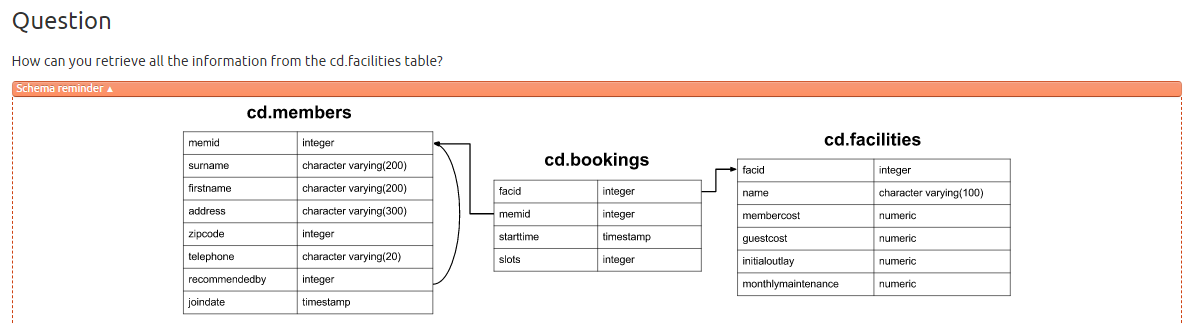 Question
How can you retrieve all the information from the cd.facilities table?
Schema reminder ▲
cd.members
memid integer
surname character varying(200)
firstname character varying(200)
address character varying(300)
zipcode integer
telephone character varying(20)
recommendedby integer
joindate timestamp
cd.bookings
facid integer
memid integer
starttime timestamp
slots integer
cd.facilities
facid integer
name character varying(100)
membercost numeric
guestcost numeric
initialoutlay numeric
monthlymaintenance numeric